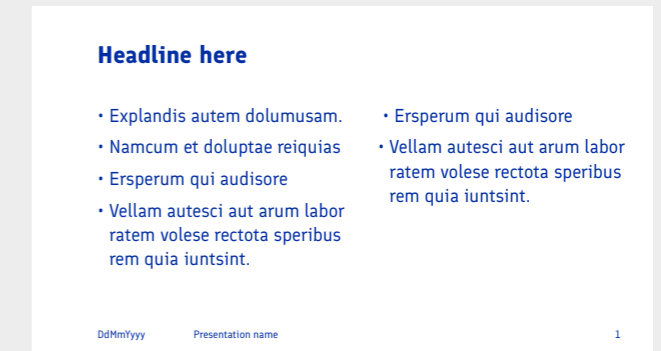 Headline here
• Explandis autem dolumusam.
• Namcum et doluptae reiquias
• Ersperum qui audisore
• Vellam autesci aut arum labor
ratem volese rectota speribus
rem quia iuntsint.
• Ersperum qui audisore
• Vellam autesci aut arum labor
ratem volese rectota speribus
rem quia iuntsint.
DdMmYyyy
Presentation name
1